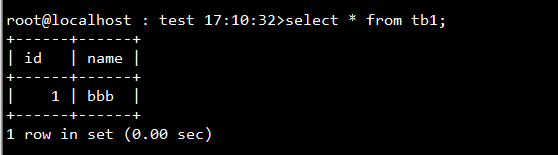 root@localhost : test 17:10:32>select * from tb1;
+------+------+
| id   | name |
+------+------+
|    1 | bbb  |
+------+------+
1 row in set (0.00 sec)